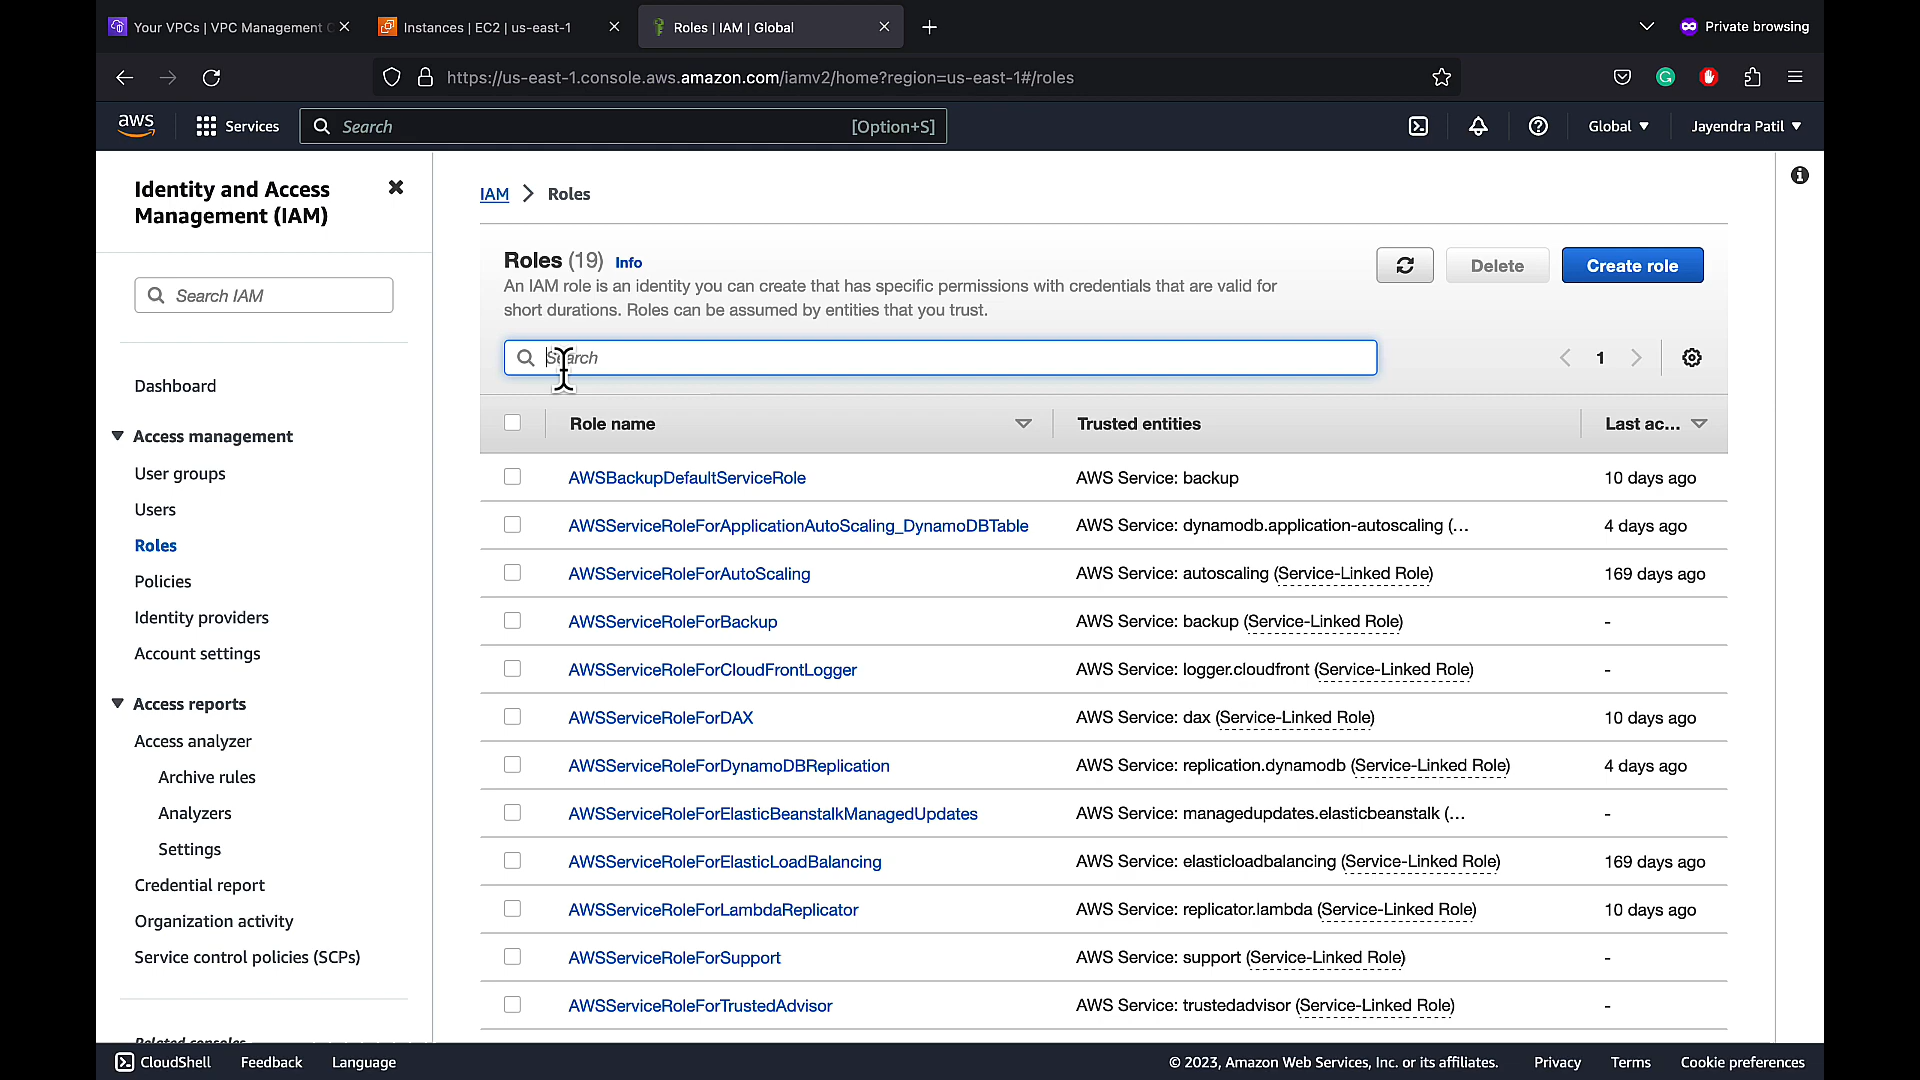 Your VPCs | VPC Management C
Instances | EC2 | us-east-1
Roles | IAM | Global
Private browsing
https://us-east-1.console.aws.amazon.com/iamv2/home?region=us-east-1#/roles
aws
Services
Search
[Option+S]
Global
Jayendra Patil
Identity and Access
Management (IAM)
Search IAM
Dashboard
Access management
User groups
Users
Roles
Policies
Identity providers
Account settings
Access reports
Access analyzer
Archive rules
Analyzers
Settings
Credential report
Organization activity
Service control policies (SCPs)
Related consoles
IAM > Roles
Roles (19) Info
An IAM role is an identity you can create that has specific permissions with credentials that are valid for
short durations. Roles can be assumed by entities that you trust.
Delete
Create role
Search
1
Role name Trusted entities Last ac...
AWSBackupDefaultServiceRole AWS Service: backup 10 days ago
AWSServiceRoleForApplicationAutoScaling_DynamoDBTable AWS Service: dynamodb.application-autoscaling (... 4 days ago
AWSServiceRoleForAutoScaling AWS Service: autoscaling (Service-Linked Role) 169 days ago
AWSServiceRoleForBackup AWS Service: backup (Service-Linked Role) -
AWSServiceRoleForCloudFrontLogger AWS Service: logger.cloudfront (Service-Linked Role) -
AWSServiceRoleForDAX AWS Service: dax (Service-Linked Role) 10 days ago
AWSServiceRoleForDynamoDBReplication AWS Service: replication.dynamodb (Service-Linked Role) 4 days ago
AWSServiceRoleForElasticBeanstalkManagedUpdates AWS Service: managedupdates.elasticbeanstalk (... -
AWSServiceRoleForElasticLoadBalancing AWS Service: elasticloadbalancing (Service-Linked Role) 169 days ago
AWSServiceRoleForLambdaReplicator AWS Service: replicator.lambda (Service-Linked Role) 10 days ago
AWSServiceRoleForSupport AWS Service: support (Service-Linked Role) -
AWSServiceRoleForTrustedAdvisor AWS Service: trustedadvisor (Service-Linked Role) -
CloudShell Feedback Language
© 2023, Amazon Web Services, Inc. or its affiliates. Privacy Terms Cookie preferences